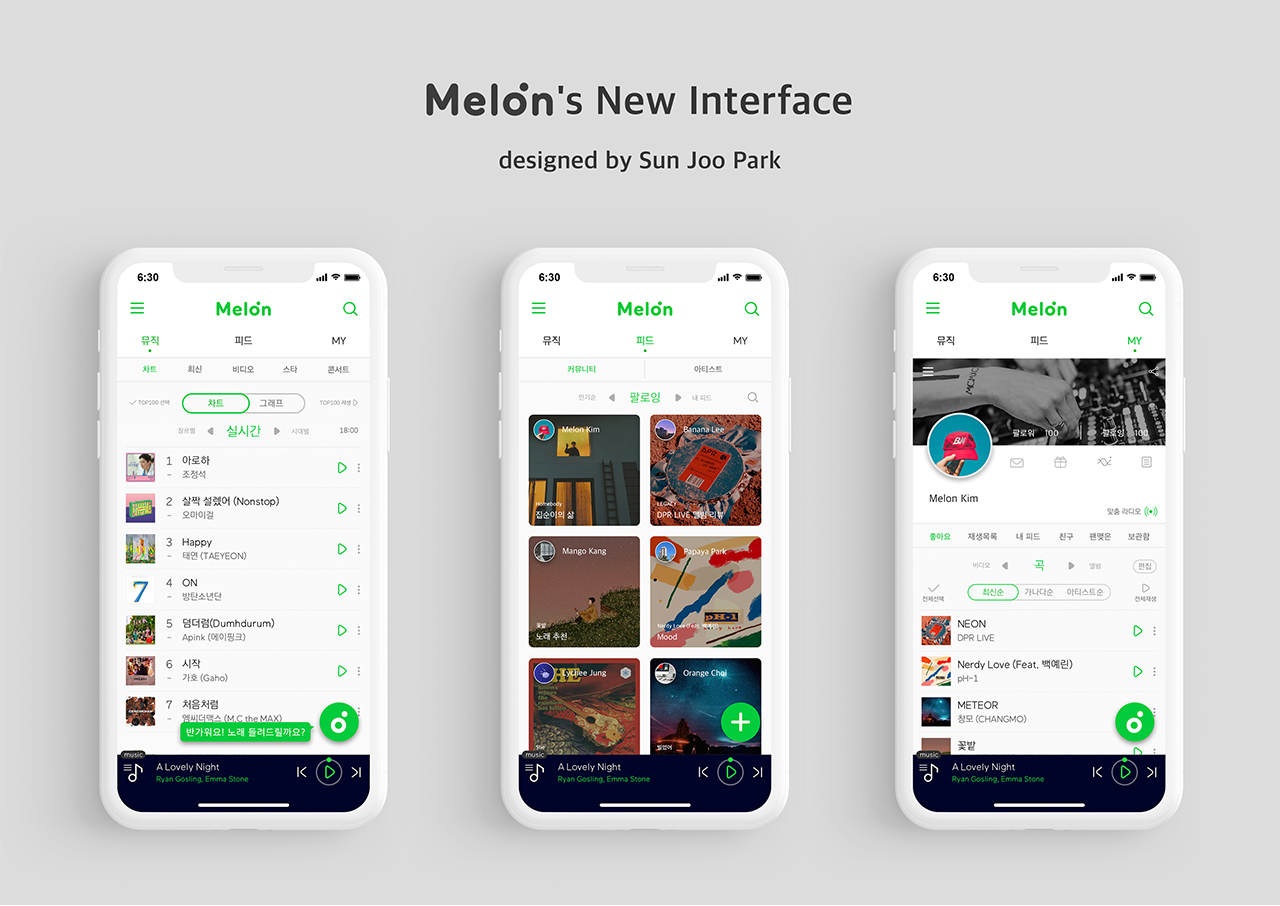 Melon's New Interface
designed by Sun Joo Park
6:30
Melon
뮤직 피드 MY
차트 최신 비디오 스타 콘서트
TOP100 선택 차트 그래프 TOP100 재생
장르별 실시간 시대별 18:00
1 아로하
- 조정석
2 살짝 설렜어 (Nonstop)
- 오마이걸
3 Happy
- 태연 (TAEYEON)
4 ON
- 방탄소년단
7
5 덤더럼(Dumhdurum)
- Apink (에이핑크)
6 시작
- 가호 (Gaho)
7 처음처럼
- 엠씨더맥스 (M.C the MAX)
반가워요! 노래 들려드릴까요?
music
A Lovely Night
Ryan Gosling, Emma Stone
6:30
Melon
뮤직 피드 MY
커뮤니티 아티스트
인기순 팔로잉 내 피드
Melon Kim
Homebody
집순이의 삶
Banana Lee
DPR
LEGACY
DPR LIVE 앨범 리뷰
Mango Kang
꽃밭
노래 추천
Papaya Park
pH-1
Nerdy Love (Feat. 백예린)
Mood
Lychee Jung
She
Orange Choi
빌었어
music
A Lovely Night
Ryan Gosling, Emma Stone
6:30
Melon
뮤직 피드 MY
팔로워 100 팔로잉 100
Melon Kim
맞춤 라디오
좋아요 재생목록 내 피드 친구 팬맺은 보관함
비디오 곡 앨범 편집
전체선택 최신순 가나다순 아티스트순 전체재생
NEON
DPR LIVE
Nerdy Love (Feat. 백예린)
pH-1
METEOR
창모 (CHANGMO)
꽃밭
music
A Lovely Night
Ryan Gosling, Emma Stone